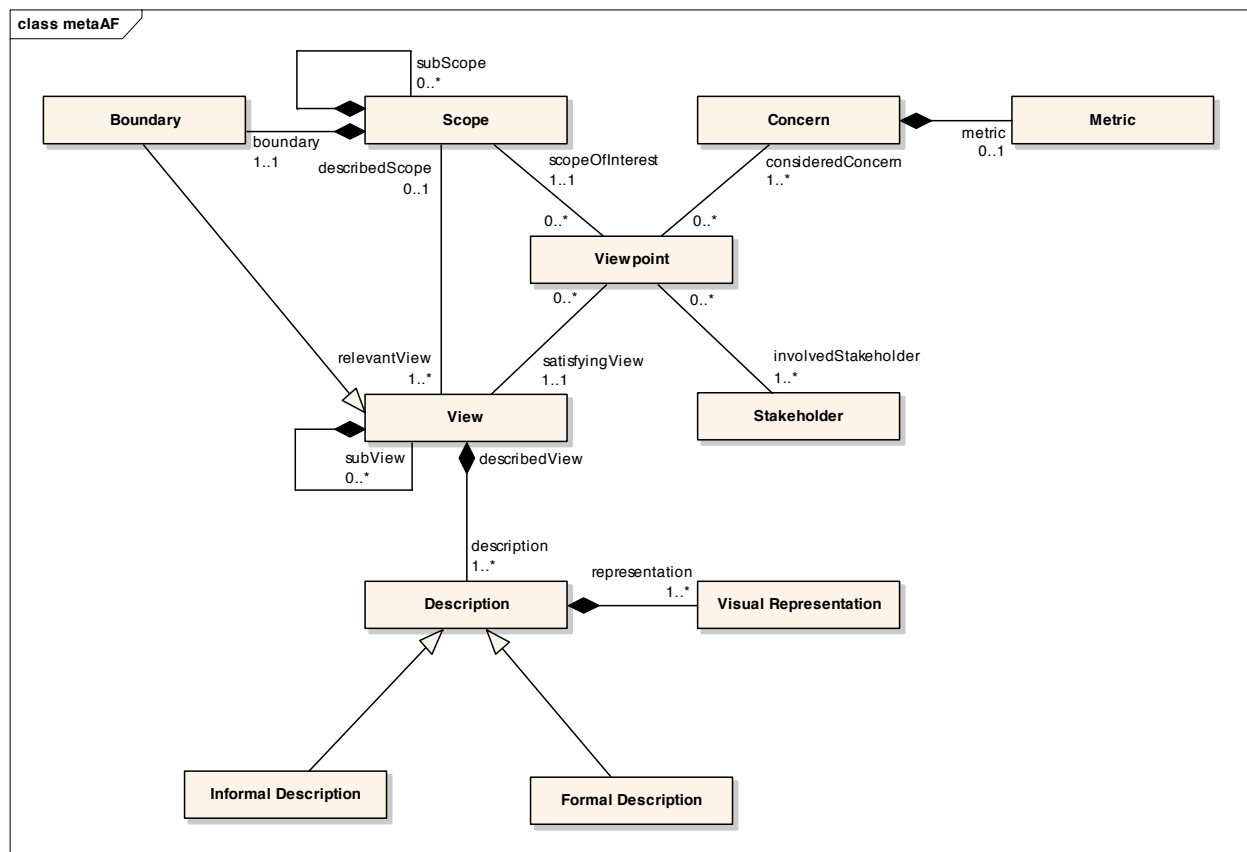 class metaAF
subScope
0..*
Boundary
Scope
Concern
Metric
boundary
1..1
metric
0..1
describedScope
0..1
scopeOfInterest
1..1
consideredConcern
1..*
0..*
0..*
Viewpoint
0..*
0..*
relevantView
1..*
satisfyingView
1..1
involvedStakeholder
1..*
View
Stakeholder
subView
0..*
describedView
description
1..*
representation
1..*
Description
Visual Representation
Informal Description
Formal Description